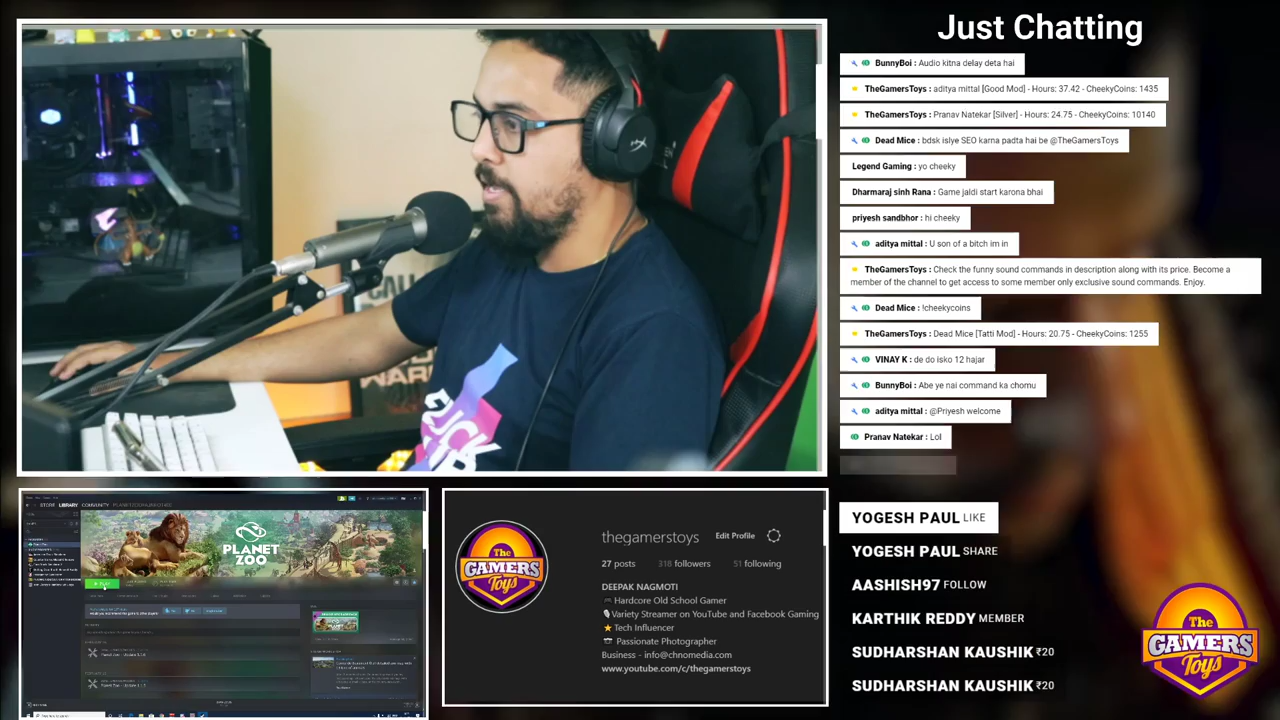 Just Chatting
BunnyBoi : Audio kitna delay deta hai
TheGamersToys : aditya mittal [Good Mod] - Hours: 37.42 - CheekyCoins: 1435
TheGamersToys : Pranav Natekar [Silver] - Hours: 24.75 - CheekyCoins: 10140
Dead Mice : bdsk islye SEO karna padta hai be @TheGamersToys
Legend Gaming : yo cheeky
Dharmaraj sinh Rana : Game jaldi start karona bhai
priyesh sandbhor : hi cheeky
aditya mittal : U son of a bitch im in
TheGamersToys : Check the funny sound commands in description along with its price. Become a
member of the channel to get access to some member only exclusive sound commands. Enjoy.
Dead Mice : !cheekycoins
TheGamersToys : Dead Mice [Tatti Mod] - Hours: 20.75 - CheekyCoins: 1255
VINAY K : de do isko 12 hajar
BunnyBoi : Abe ye nai command ka chomu
aditya mittal : @Priyesh welcome
Pranav Natekar : Lol
STORE LIBRARY COMMUNITY
PLANET
ZOO
PLAY
thegamerstoys Edit Profile
27 posts 318 followers 51 following
DEEPAK NAGMOTI
Hardcore Old School Gamer
Variety Streamer on YouTube and Facebook Gaming
Tech Influencer
Passionate Photographer
Business - info@chnomedia.com
www.youtube.com/c/thegamerstoys
The
GAMERS
Toys
YOGESH PAUL LIKE
YOGESH PAUL SHARE
AASHISH97 FOLLOW
KARTHIK REDDY MEMBER
SUDHARSHAN KAUSHIK ₹20
SUDHARSHAN KAUSHIK ₹20
The
GAMERS
Toys